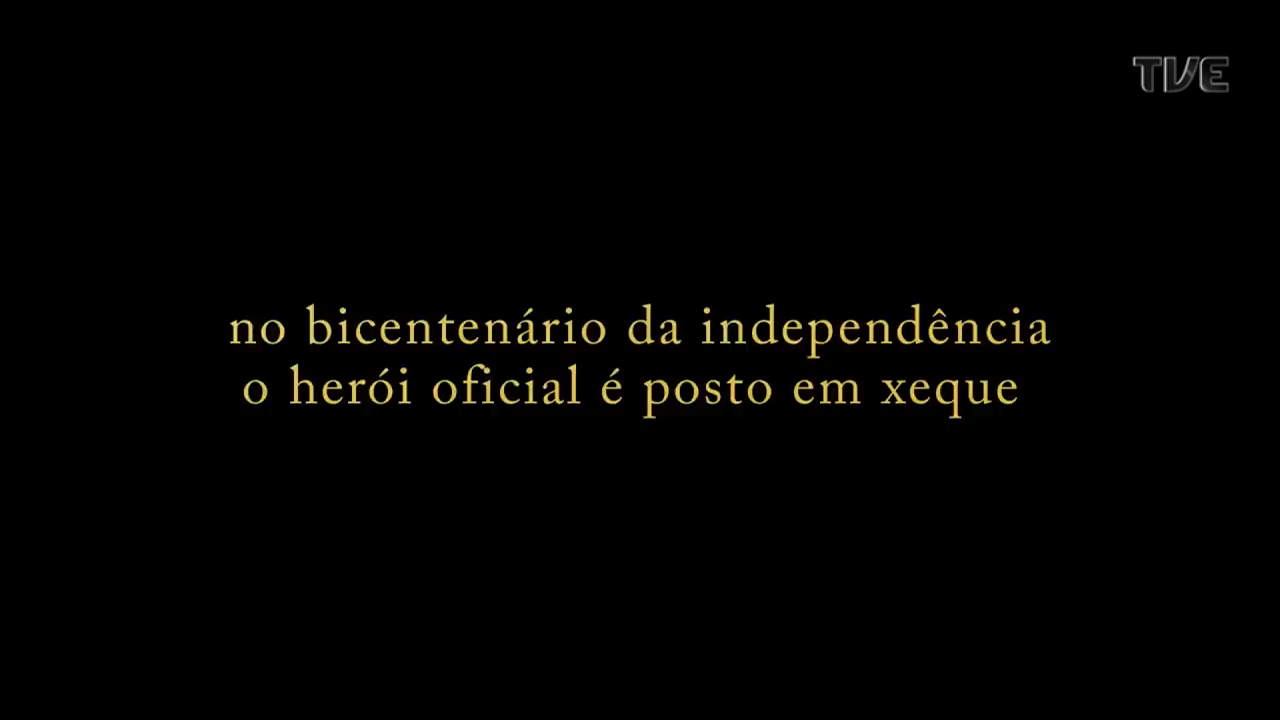 TVE
no bicentenário da independência
o herói oficial é posto em xeque